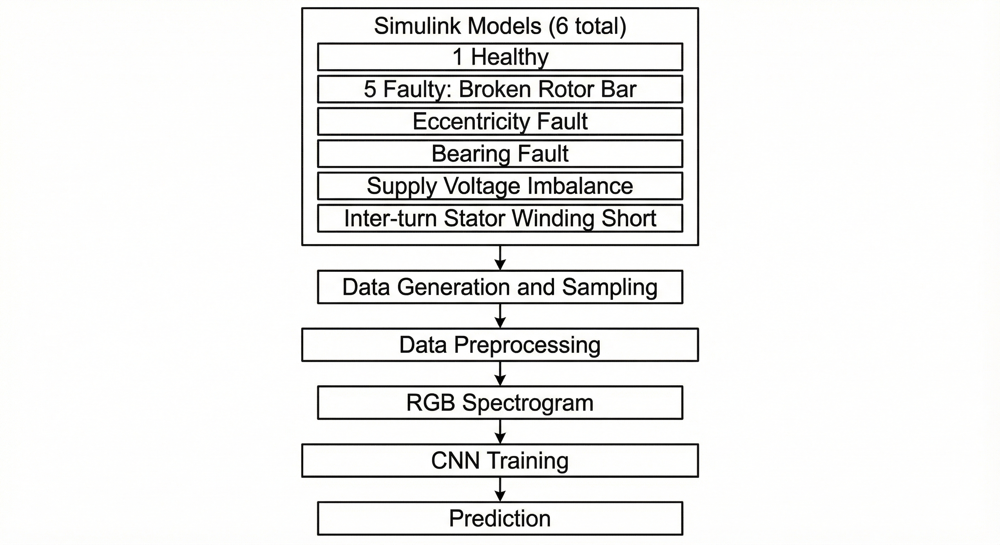 Simulink Models (6 total)
1 Healthy
5 Faulty: Broken Rotor Bar
Eccentricity Fault
Bearing Fault
Supply Voltage Imbalance
Inter-turn Stator Winding Short
Data Generation and Sampling
Data Preprocessing
RGB Spectrogram
CNN Training
Prediction